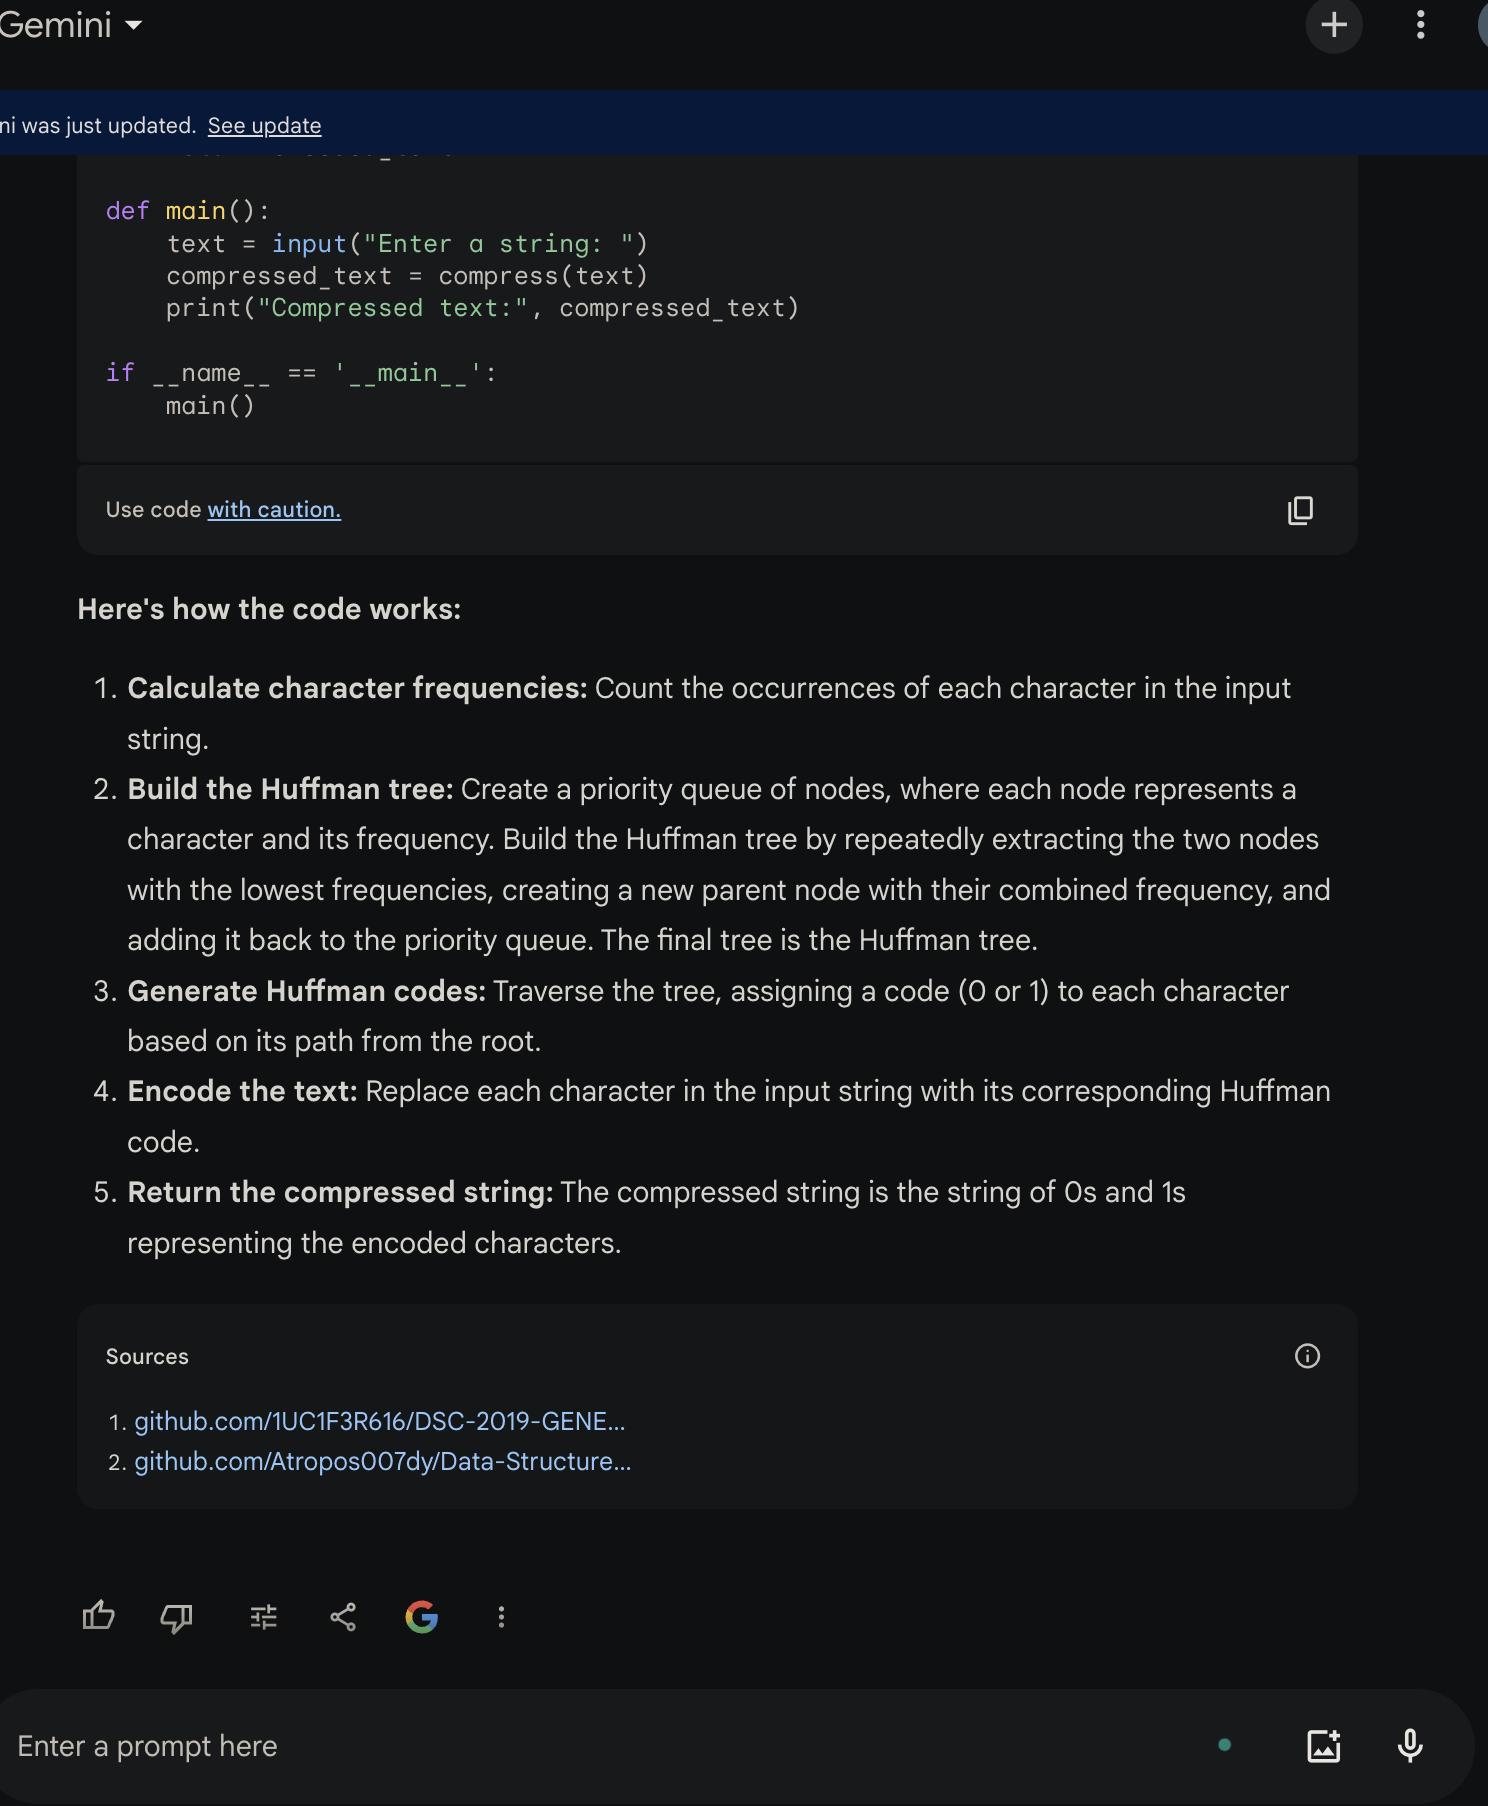 Gemini
ni was just updated. See update
def main():
    text = input("Enter a string: ")
    compressed_text = compress(text)
    print("Compressed text:", compressed_text)
if __name__ == '__main__':
    main()
Use code with caution.
Here's how the code works:
1. Calculate character frequencies: Count the occurrences of each character in the input
string.
2. Build the Huffman tree: Create a priority queue of nodes, where each node represents a
character and its frequency. Build the Huffman tree by repeatedly extracting the two nodes
with the lowest frequencies, creating a new parent node with their combined frequency, and
adding it back to the priority queue. The final tree is the Huffman tree.
3. Generate Huffman codes: Traverse the tree, assigning a code (0 or 1) to each character
based on its path from the root.
4. Encode the text: Replace each character in the input string with its corresponding Huffman
code.
5. Return the compressed string: The compressed string is the string of 0s and 1s
representing the encoded characters.
Sources
1. github.com/1UC1F3R616/DSC-2019-GENE...
2. github.com/Atropos007dy/Data-Structure...
Enter a prompt here